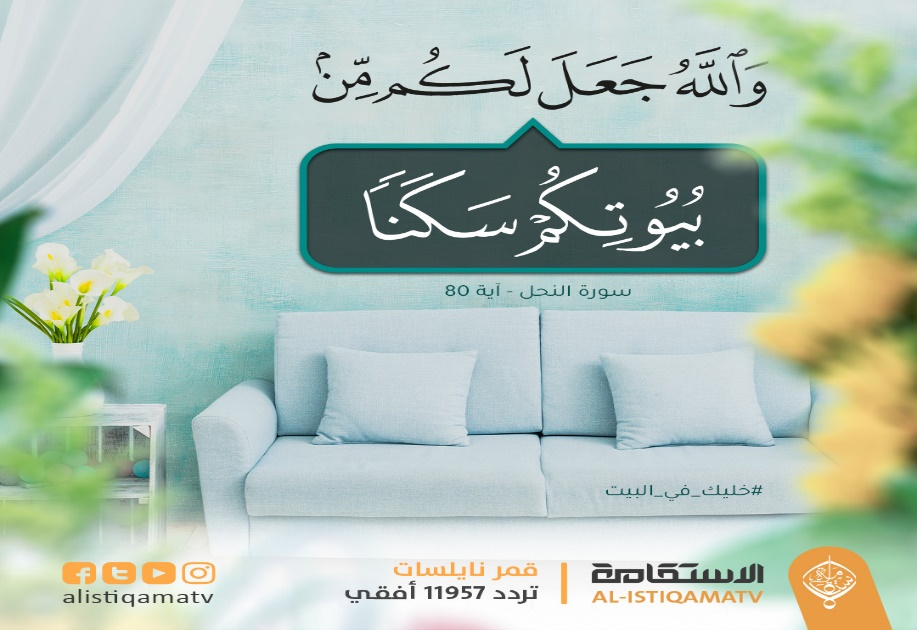 وَٱللَّهُ جَعَلَ لَكُم مِّنۢ
بُيُوتِكُمْ سَكَنًا
سورة النحل - آية 80
#خليك_في_البيت
الاستقامة
AL-ISTIQAMATV
قمر نايلسات
تردد 11957 أفقي
alistiqamatv